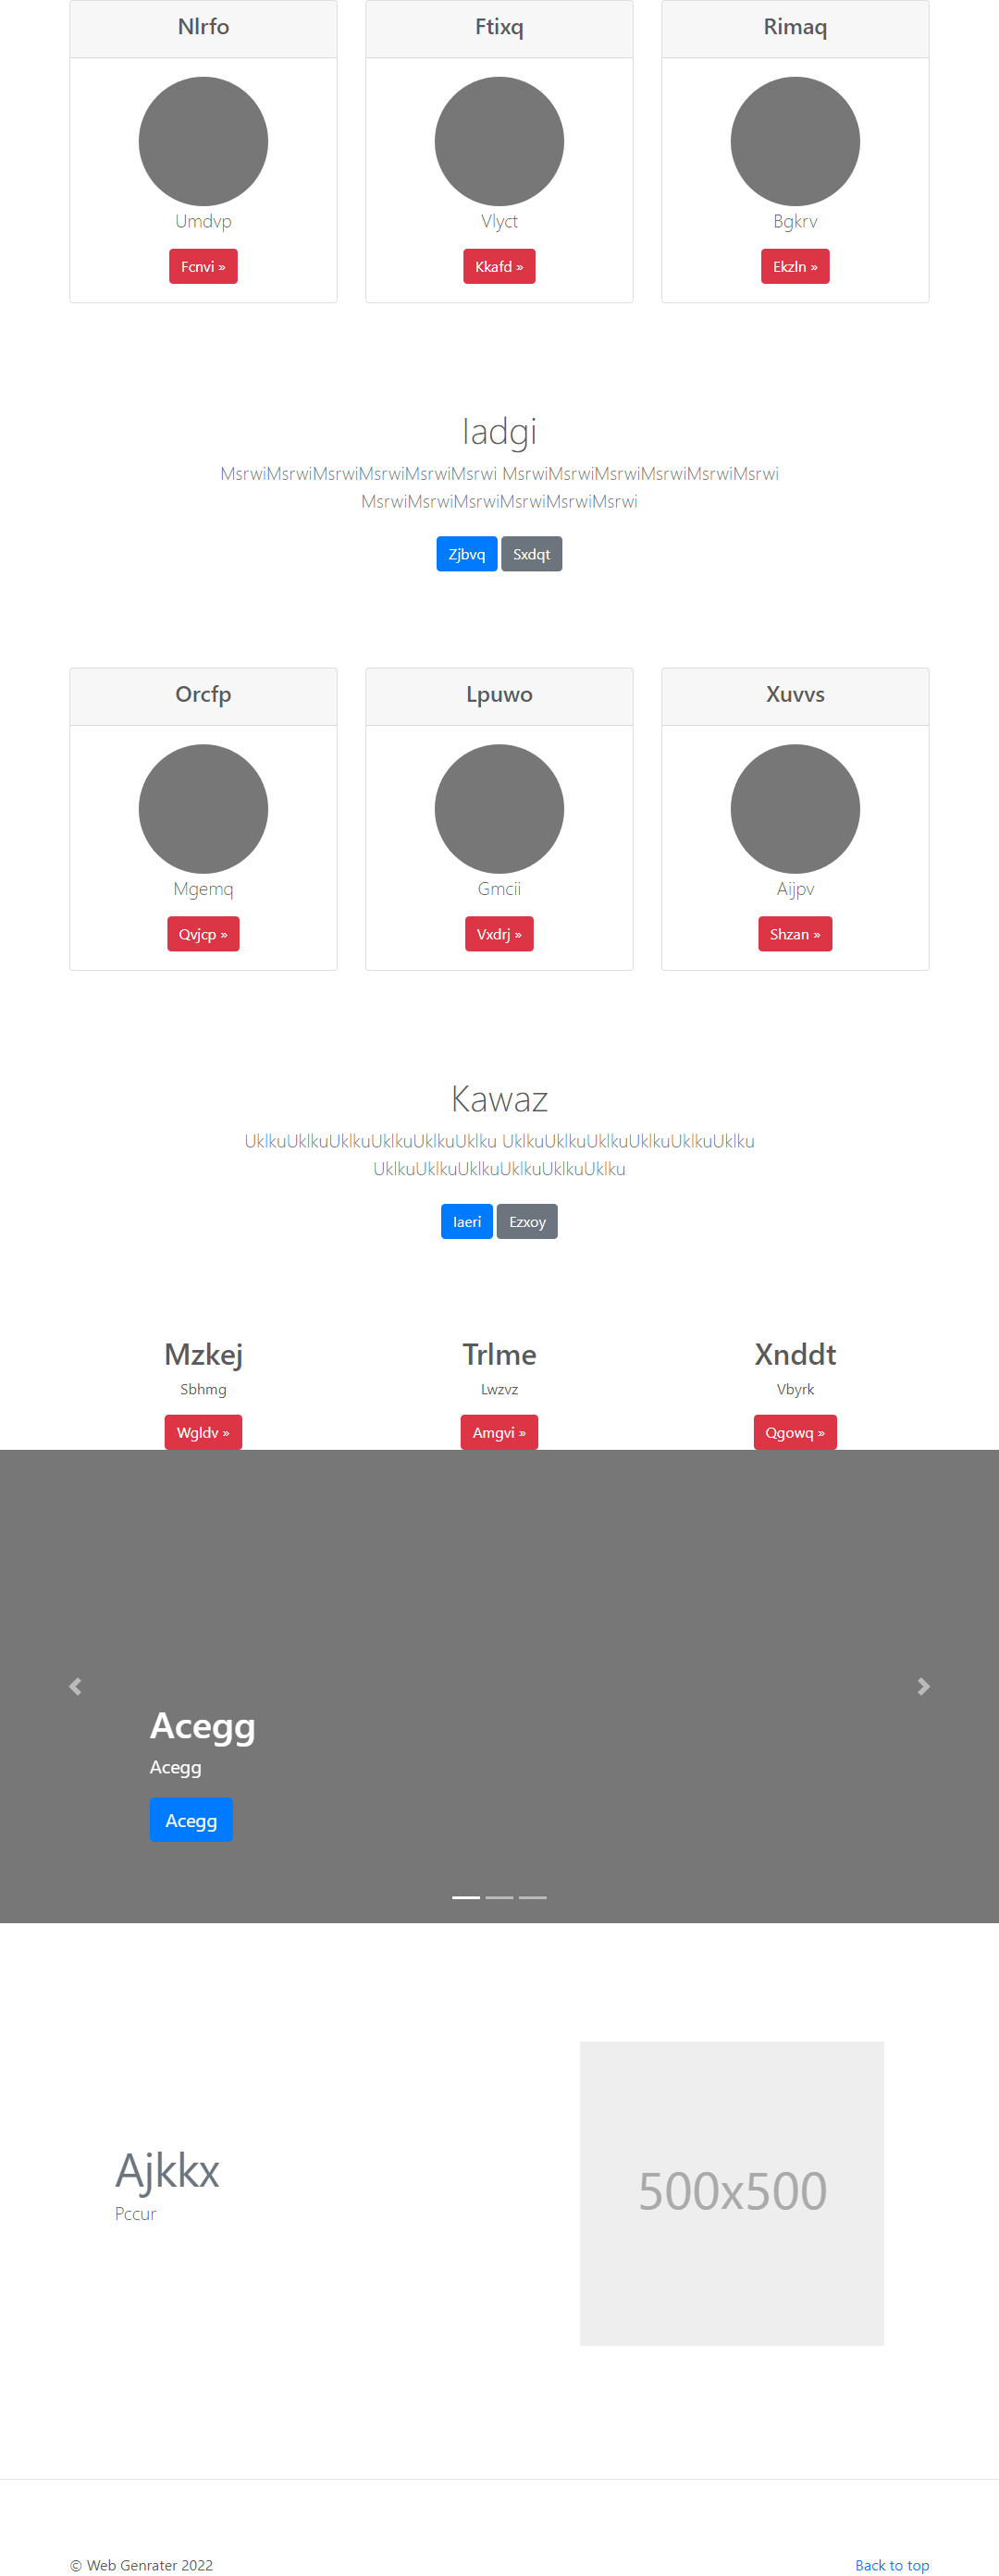 Nlrfo
Ftixq
Rimaq
Umdvp
Vlyct
Bgkrv
Fcnvi »
Kkafd »
Ekzln »
Iadgi
MsrwiMsrwiMsrwiMsrwiMsrwiMsrwi MsrwiMsrwiMsrwiMsrwiMsrwiMsrwi
MsrwiMsrwiMsrwiMsrwiMsrwiMsrwi
Zjbvq
Sxdqt
Orcfp
Lpuwo
Xuvvs
Mgemq
Gmcii
Aijpv
Qvjcp »
Vxdrj »
Shzan »
Kawaz
UklkuUklkuUklkuUklkuUklkuUklku UklkuUklkuUklkuUklkuUklkuUklku
UklkuUklkuUklkuUklkuUklkuUklku
Iaeri
Ezxoy
Mzkej
Trlme
Xnddt
Sbhmg
Lwzvz
Vbyrk
Wgldv »
Amgvi »
Qgowq »
Acegg
Acegg
Acegg
Ajkkx
Pccur
500x500
© Web Genrater 2022
Back to top